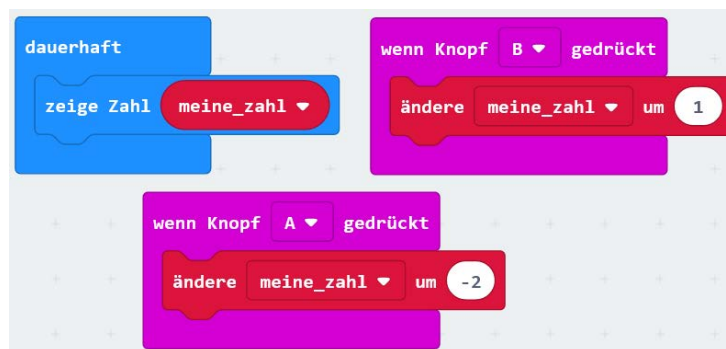 dauerhaft
zeige Zahl meine_zahl
wenn Knopf B gedrückt
ändere meine_zahl um 1
wenn Knopf A gedrückt
ändere meine_zahl um -2